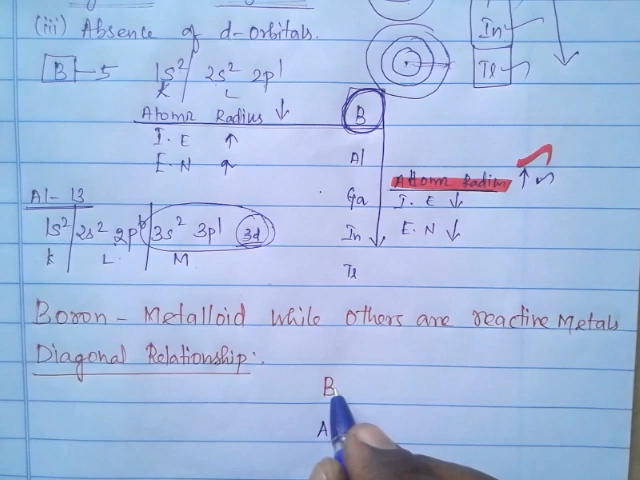 (iii) Absence of d-orbitals.
In
Tl
B - 5 1s² 2s² 2p¹
K L
Atomic Radius ↓ B
I. E ↑
E. N ↑
Al
Atomic Radius ↑
Ga I. E ↓
In E. N ↓
Tl
Al - 13
1s² 2s² 2p⁶ 3s² 3p¹ 3d
K L M
Boron - Metalloid while others are reactive Metals
Diagonal Relationship:
B
A